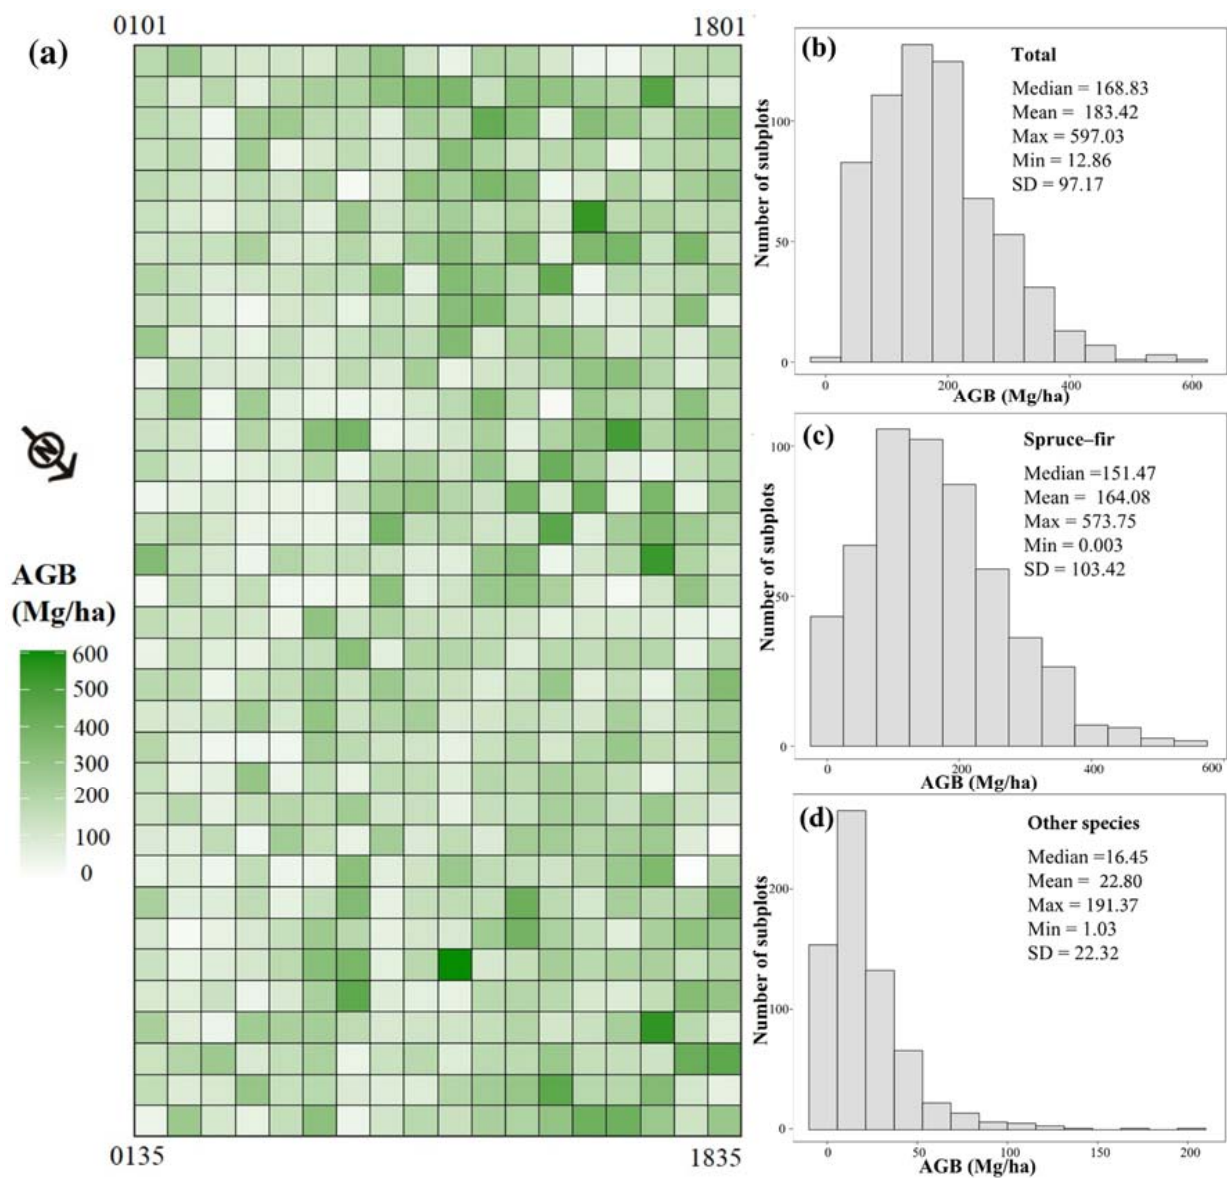 0101
1801
(a)
N
AGB
(Mg/ha)
600
500
400
300
200
100
0
0135
1835
(b)
Total
Median = 168.83
Mean = 183.42
Max = 597.03
Min = 12.86
SD = 97.17
Number of subplots
100
50
0
0
200
400
600
AGB (Mg/ha)
(c)
Spruce–fir
Median =151.47
Mean = 164.08
Max = 573.75
Min = 0.003
SD = 103.42
Number of subplots
100
50
0
0
200
400
600
AGB (Mg/ha)
(d)
Other species
Median =16.45
Mean = 22.80
Max = 191.37
Min = 1.03
SD = 22.32
Number of subplots
200
100
0
0
50
100
150
200
AGB (Mg/ha)